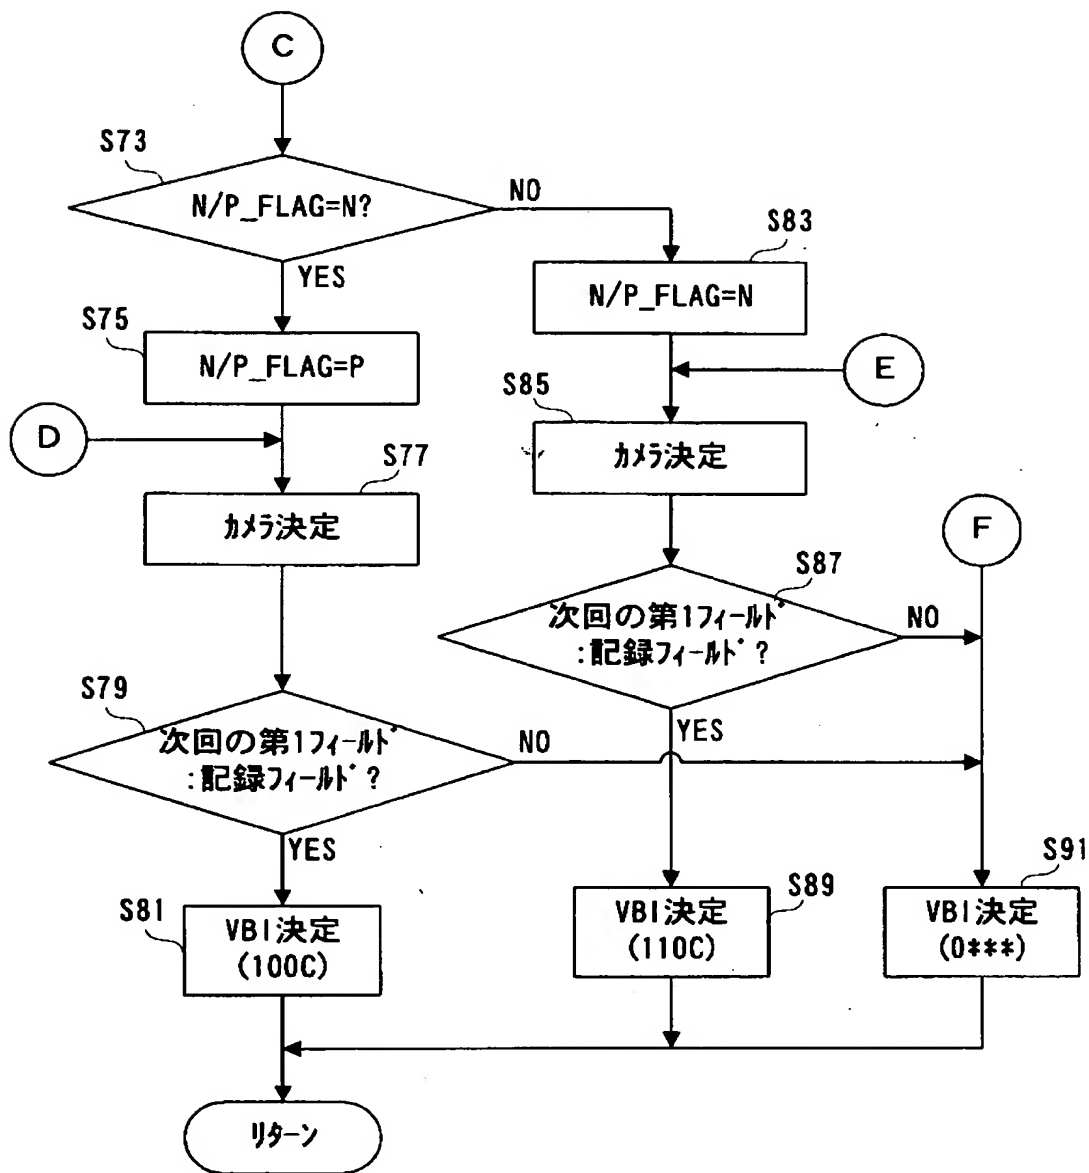 C
S73
N/P_FLAG=N?
NO
YES
S83
N/P_FLAG=N
S75
N/P_FLAG=P
E
D
S85
カメラ決定
S77
カメラ決定
F
S87
次回の第1フィールド
:記録フィールド?
NO
YES
S79
次回の第1フィールド
:記録フィールド?
NO
YES
S81
VBI決定
(100C)
S89
VBI決定
(110C)
S91
VBI決定
(0***)
リターン